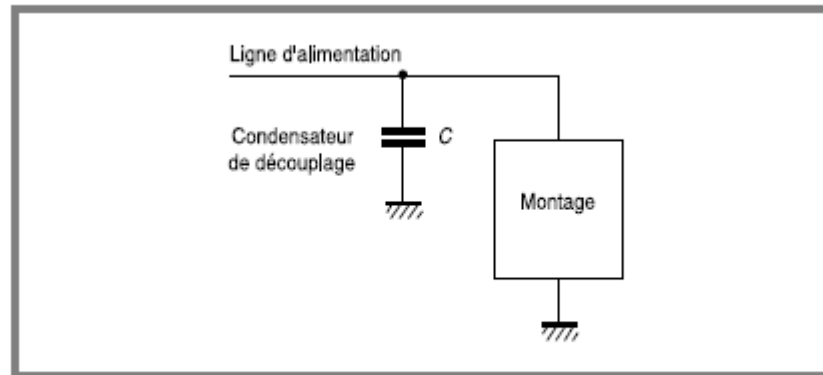 Ligne d'alimentation
Condensateur
de découplage
C
Montage